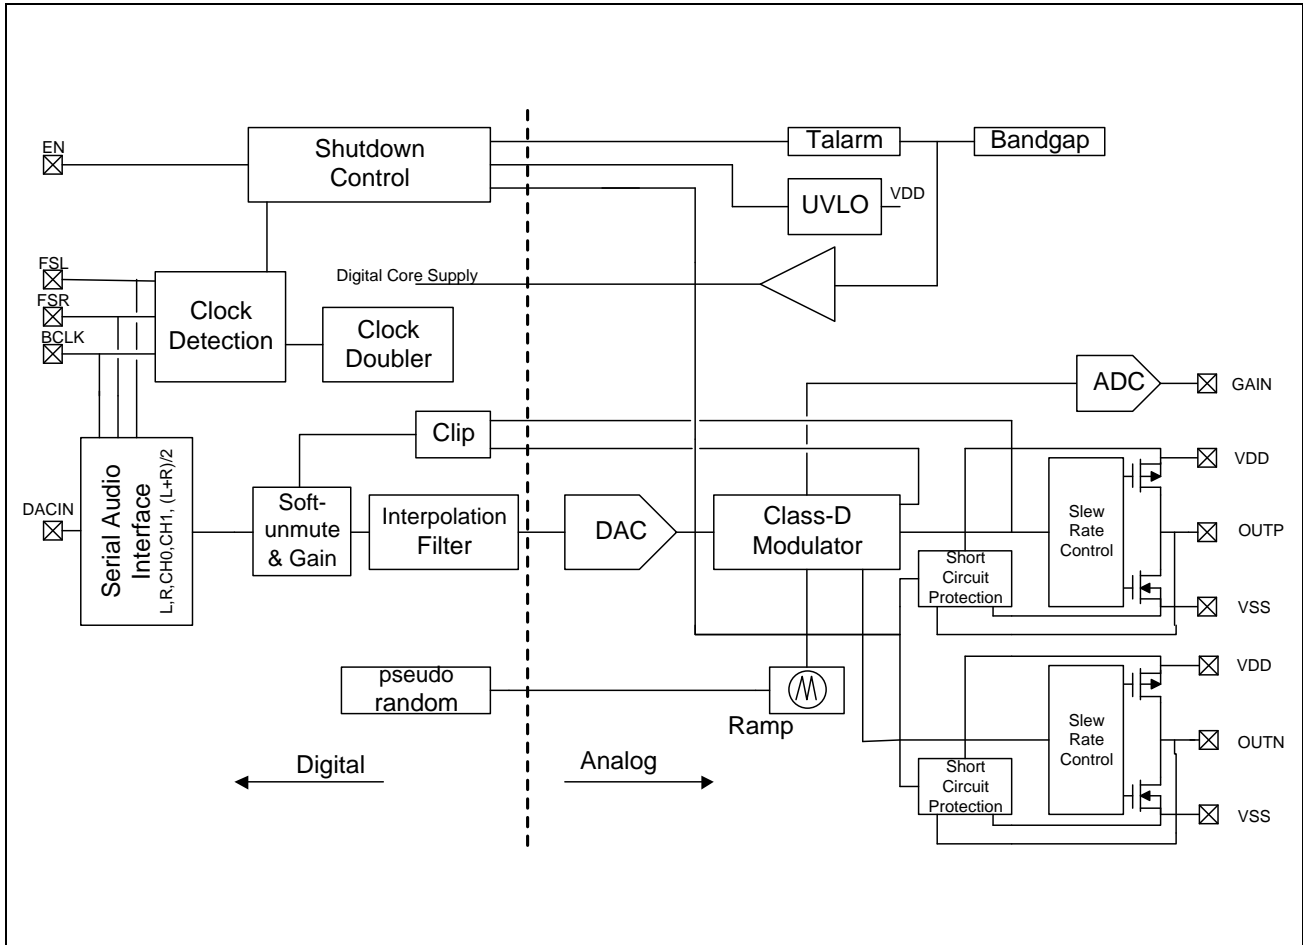 EN
Shutdown
Control
Talarm
Bandgap
UVLO
VDD
FSL
FSR
BCLK
Clock
Detection
Clock
Doubler
Digital Core Supply
ADC
GAIN
Clip
DACIN
Serial Audio
Interface
L,R,CH0,CH1, (L+R)/2
Soft-
unmute
& Gain
Interpolation
Filter
DAC
Class-D
Modulator
Short
Circuit
Protection
Slew
Rate
Control
VDD
OUTP
VSS
pseudo
random
Ramp
Short
Circuit
Protection
Slew
Rate
Control
VDD
OUTN
VSS
Digital
Analog